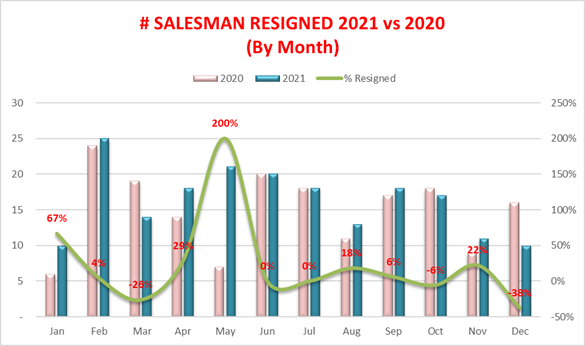 # SALESMAN RESIGNED 2021 vs 2020
(By Month)
2020 2021 % Resigned
30 250%
25 200%
20 150%
15 100%
10 50%
5 0%
- -50%
67% 4% -26% 29% 200% 0% 0% 18% 6% -6% 22% -38%
Jan Feb Mar Apr May Jun Jul Aug Sep Oct Nov Dec